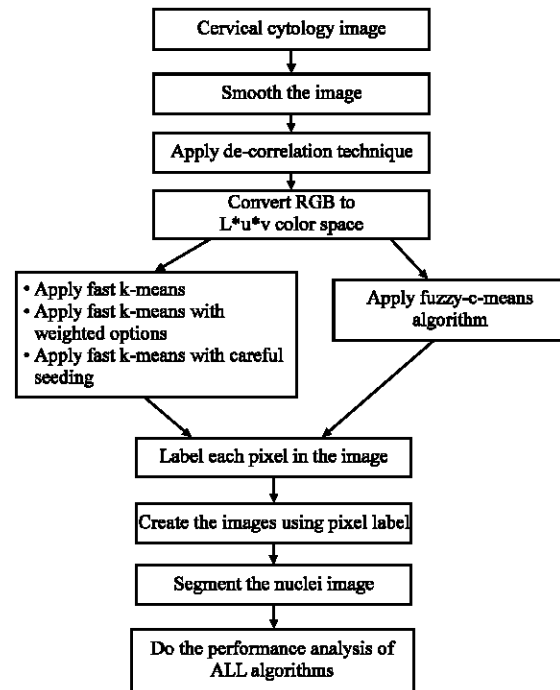 Cervical cytology image
Smooth the image
Apply de-correlation technique
Convert RGB to
L*u*v color space
• Apply fast k-means
• Apply fast k-means with
weighted options
• Apply fast k-means with careful
seeding
Apply fuzzy-c-means
algorithm
Label each pixel in the image
Create the images using pixel label
Segment the nuclei image
Do the performance analysis of
ALL algorithms